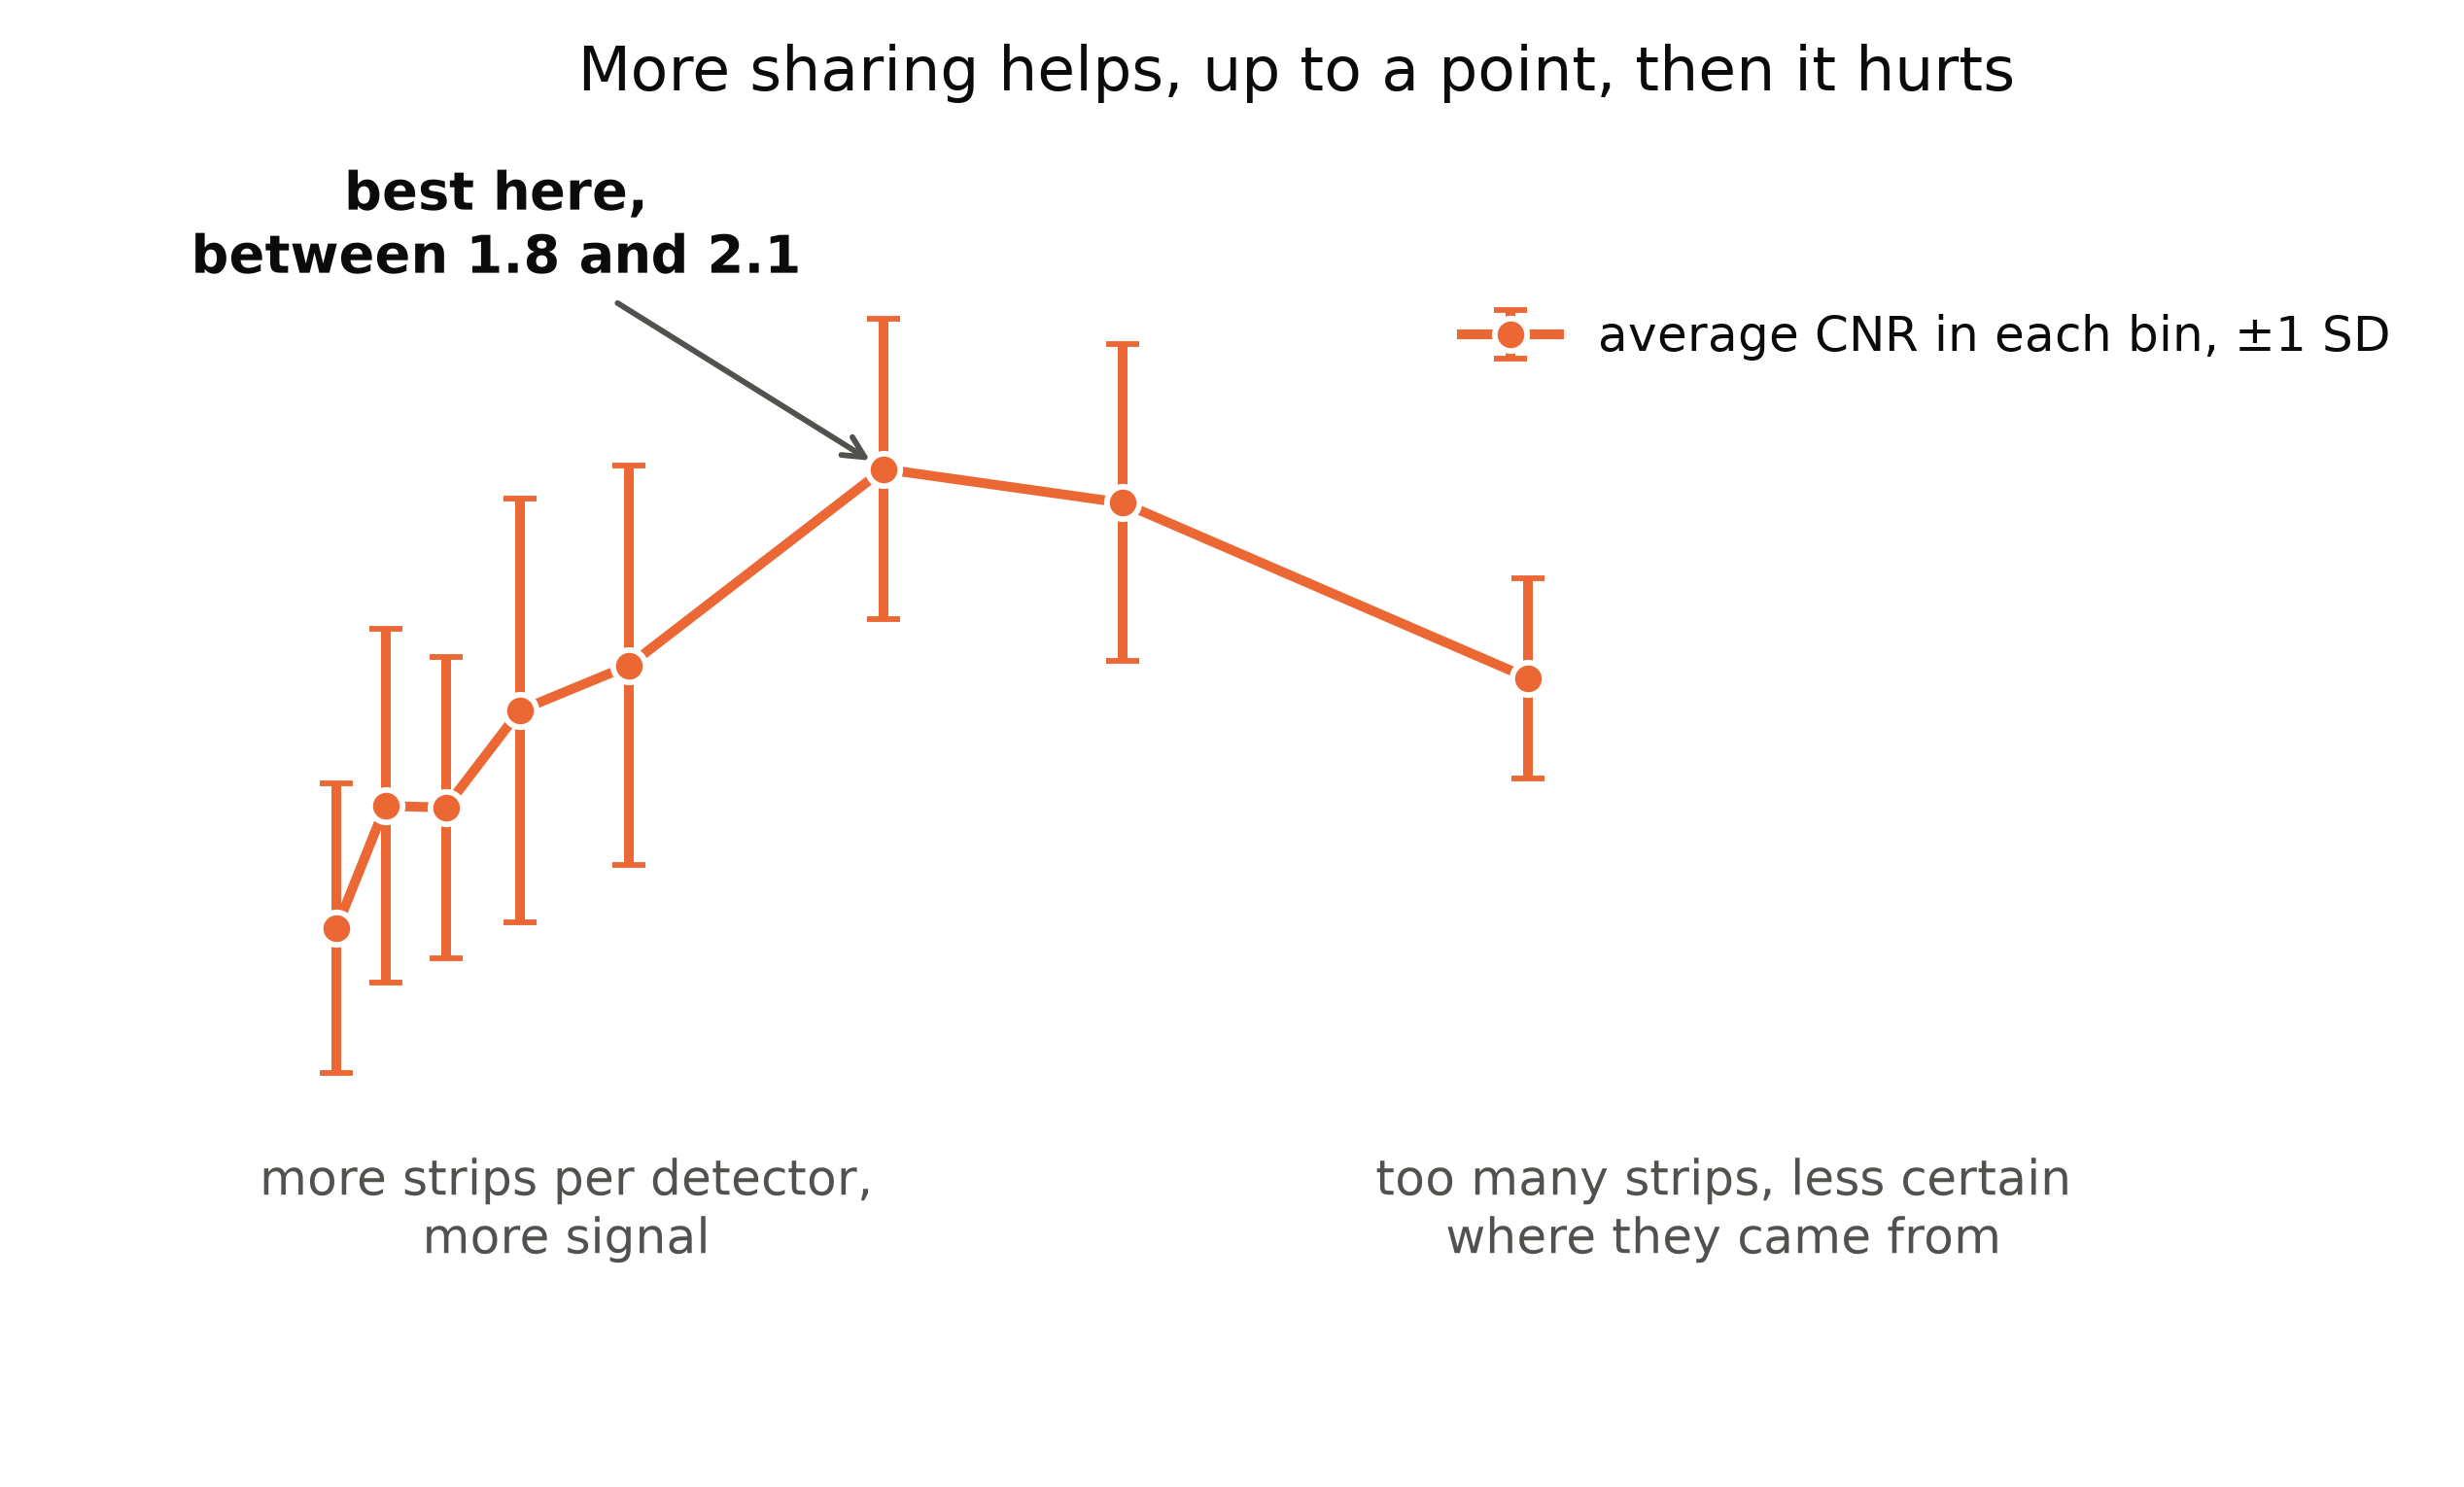 More sharing helps, up to a point, then it hurts
best here,
between 1.8 and 2.1
average CNR in each bin, ±1 SD
more strips per detector,
more signal
too many strips, less certain
where they came from